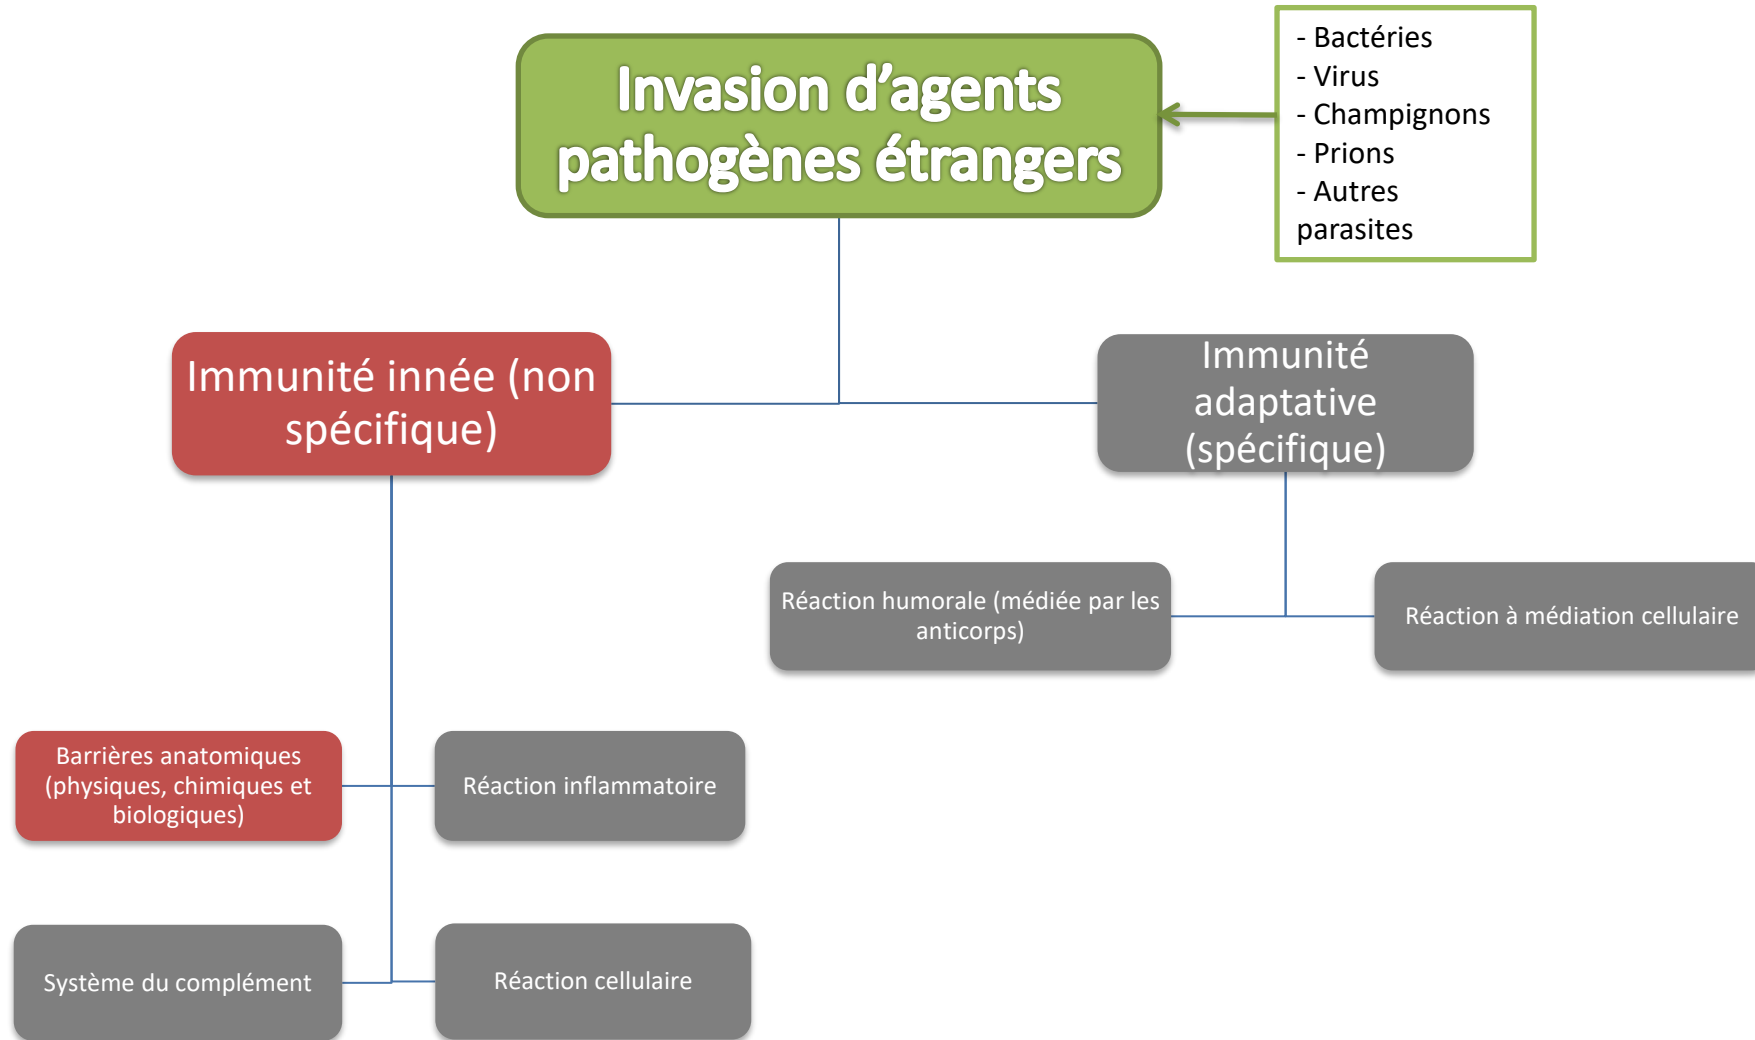 Invasion d’agents
pathogènes étrangers
- Bactéries
- Virus
- Champignons
- Prions
- Autres
parasites
Immunité innée (non
spécifique)
Immunité
adaptative
(spécifique)
Réaction humorale (médiée par les
anticorps)
Réaction à médiation cellulaire
Barrières anatomiques
(physiques, chimiques et
biologiques)
Réaction inflammatoire
Système du complément
Réaction cellulaire